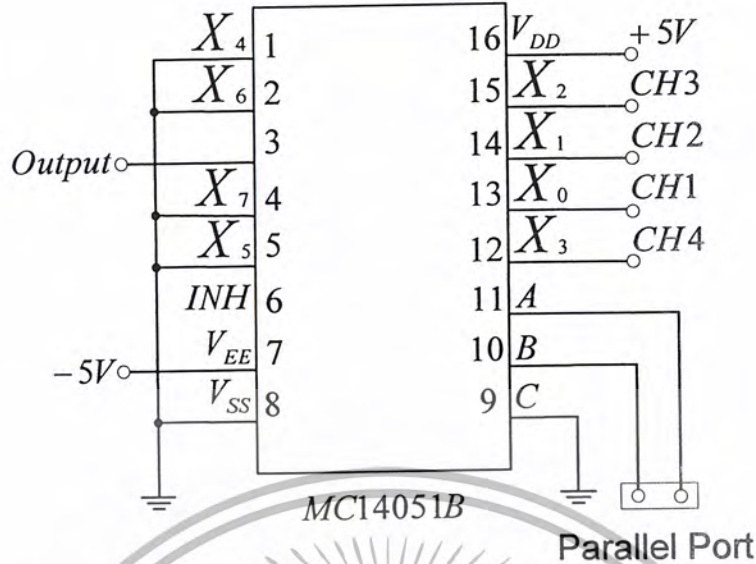 X4 1 16 VDD +5V
X6 2 15 X2 CH3
Output 3 14 X1 CH2
X7 4 13 X0 CH1
X5 5 12 X3 CH4
INH 6 11 A
-5V VEE 7 10 B
VSS 8 9 C
MC14051B
Parallel Port